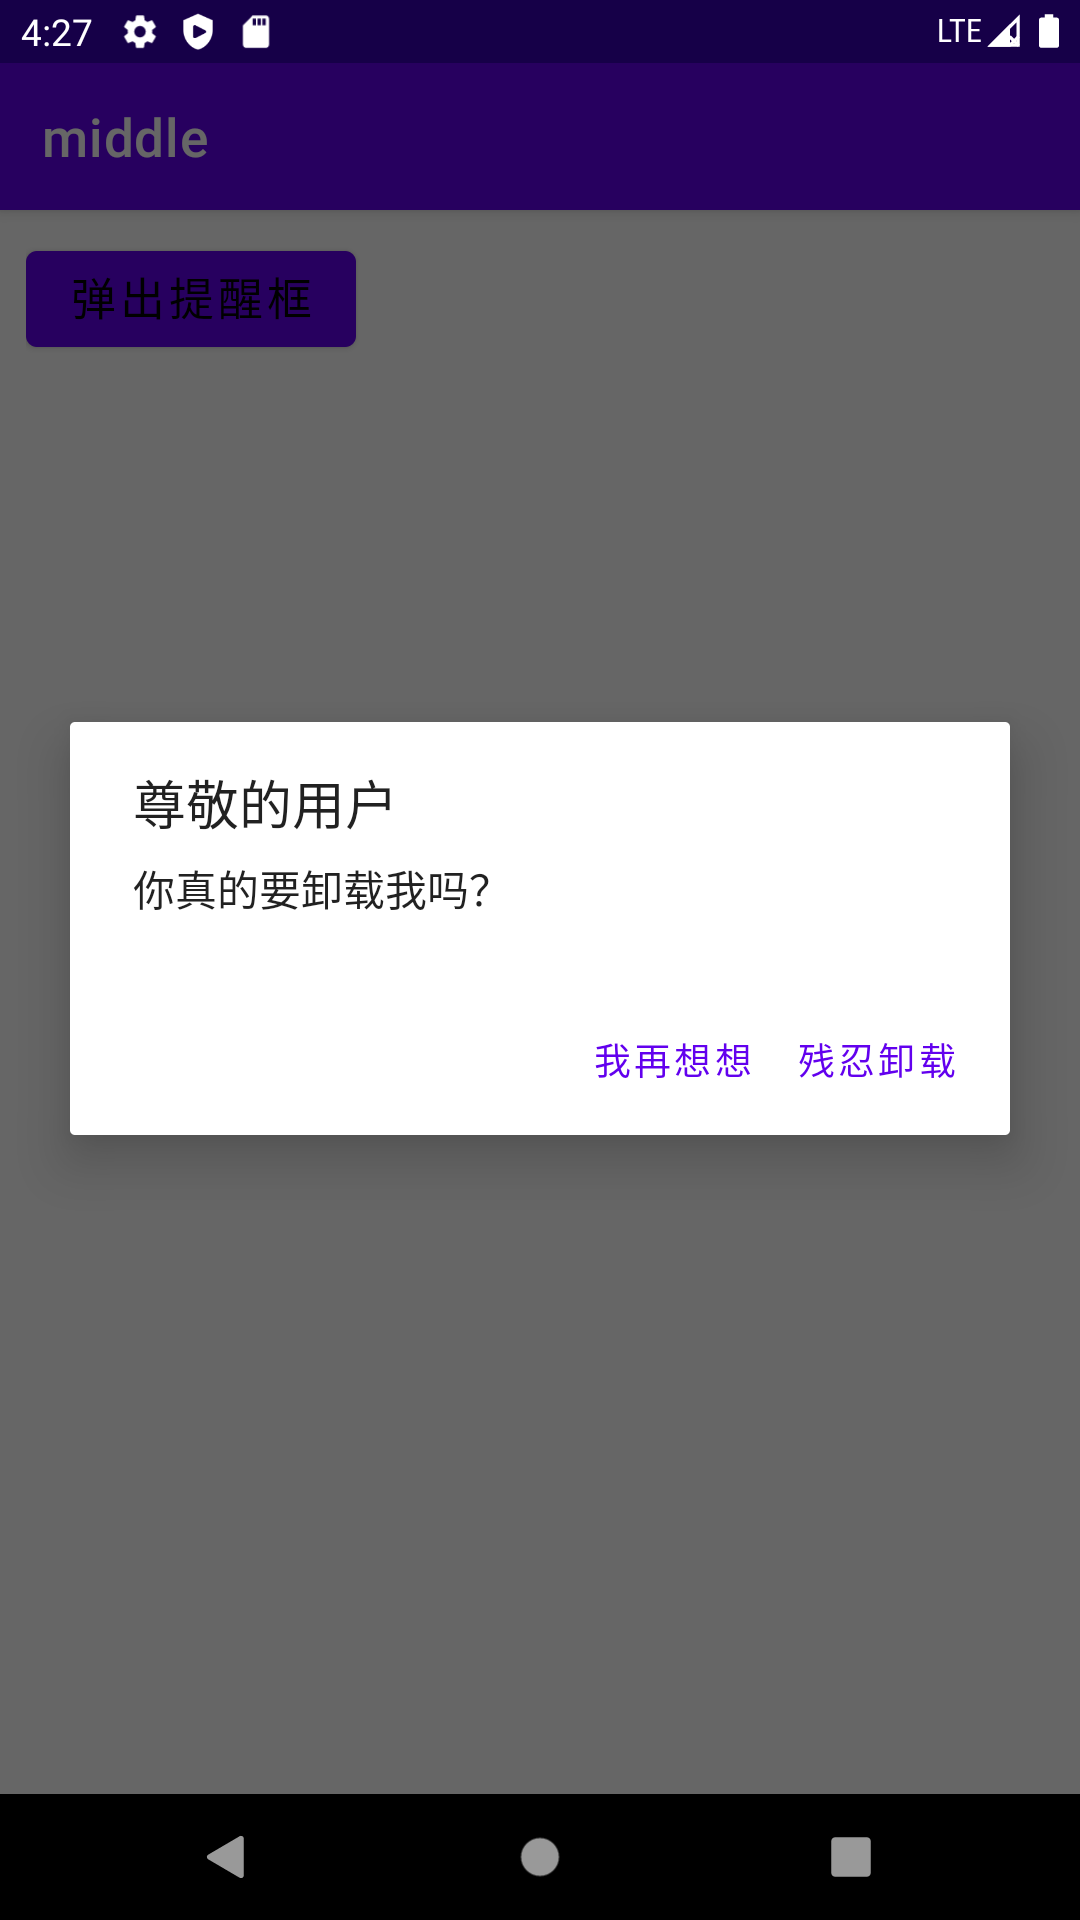 4:27 LTE
middle
弹出提醒框
尊敬的用户
你真的要卸载我吗?
我再想想 残忍卸载